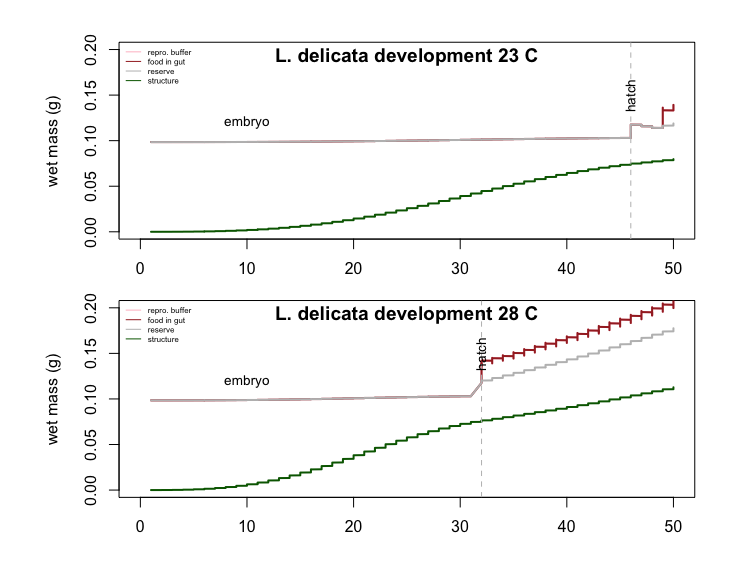 L. delicata development 23 C
repro. buffer
food in gut
reserve
structure
embryo
hatch
wet mass (g)
0.00 0.05 0.10 0.15 0.20
0 10 20 30 40 50
L. delicata development 28 C
repro. buffer
food in gut
reserve
structure
embryo
hatch
wet mass (g)
0.00 0.05 0.10 0.15 0.20
0 10 20 30 40 50